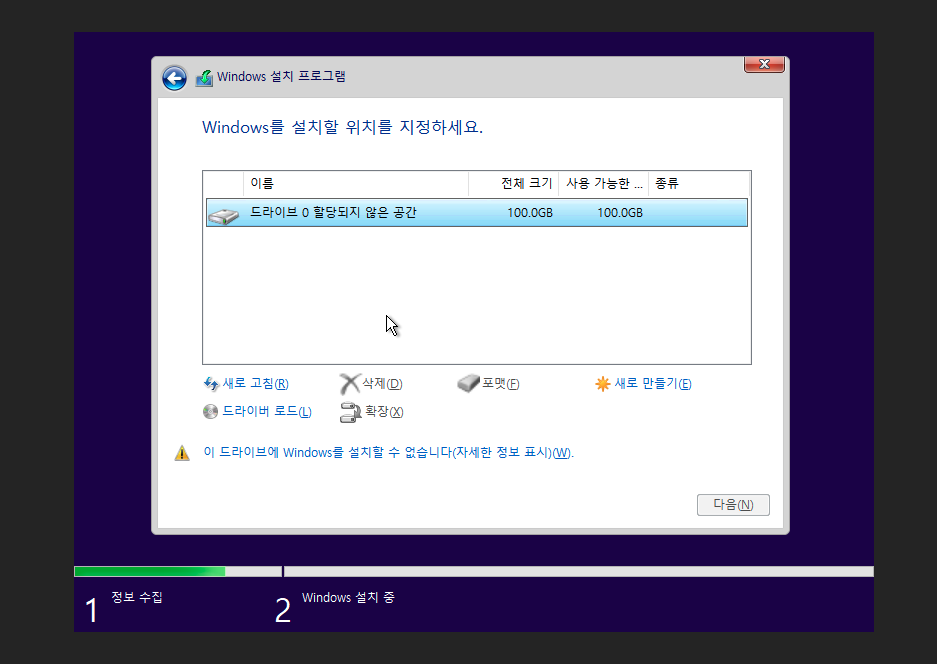 Windows 설치 프로그램
Windows를 설치할 위치를 지정하세요.
이름 전체 크기 사용 가능한 ... 종류
드라이브 0 할당되지 않은 공간 100.0GB 100.0GB
새로 고침(R) 삭제(D) 포맷(F) 새로 만들기(E)
드라이버 로드(L) 확장(X)
이 드라이브에 Windows를 설치할 수 없습니다(자세한 정보 표시)(W).
다음(N)
1 정보 수집 2 Windows 설치 중